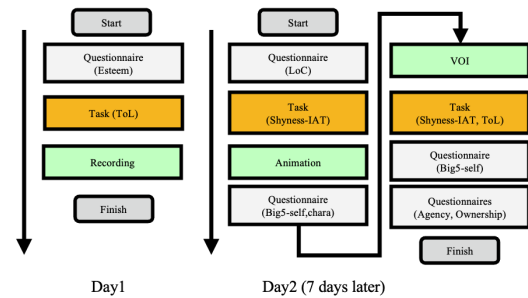 Start
Questionnaire
(Esteem)
Task (ToL)
Recording
Finish
Day1
Start
Questionnaire
(LoC)
Task
(Shyness-IAT)
Animation
Questionnaire
(Big5-self,chara)
VOI
Task
(Shyness-IAT, ToL)
Questionnaire
(Big5-self)
Questionnaires
(Agency, Ownership)
Finish
Day2 (7 days later)